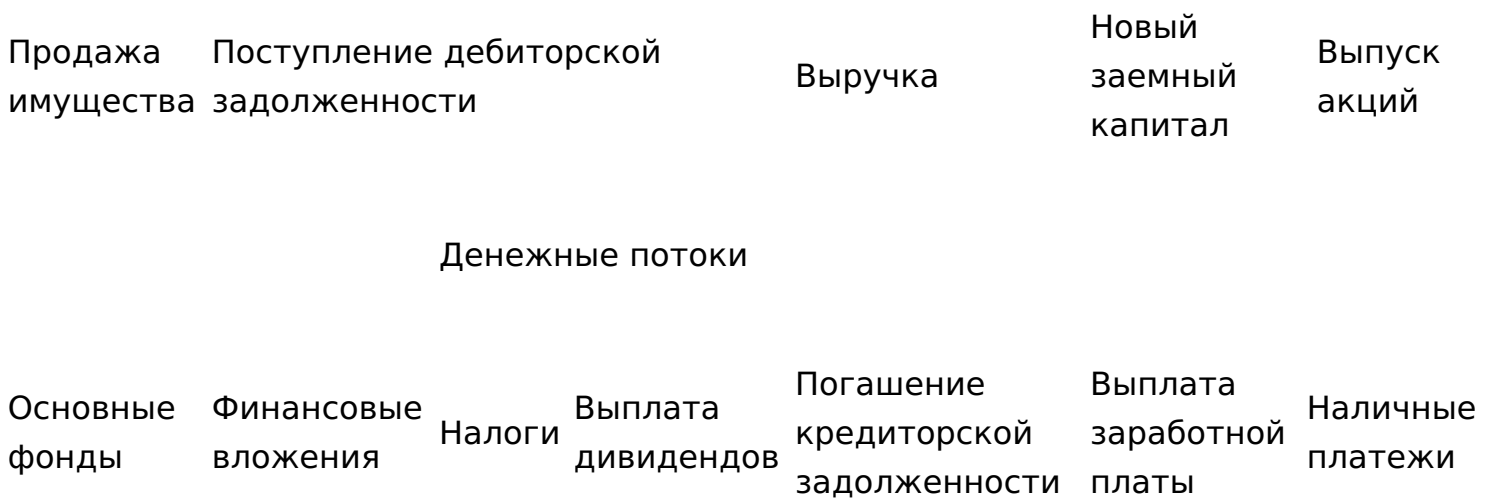 Продажа
имущества
Поступление дебиторской
задолженности
Выручка
Новый
заемный
капитал
Выпуск
акций
Денежные потоки
Основные
фонды
Финансовые
вложения
Налоги
Выплата
дивидендов
Погашение
кредиторской
задолженности
Выплата
заработной
платы
Наличные
платежи